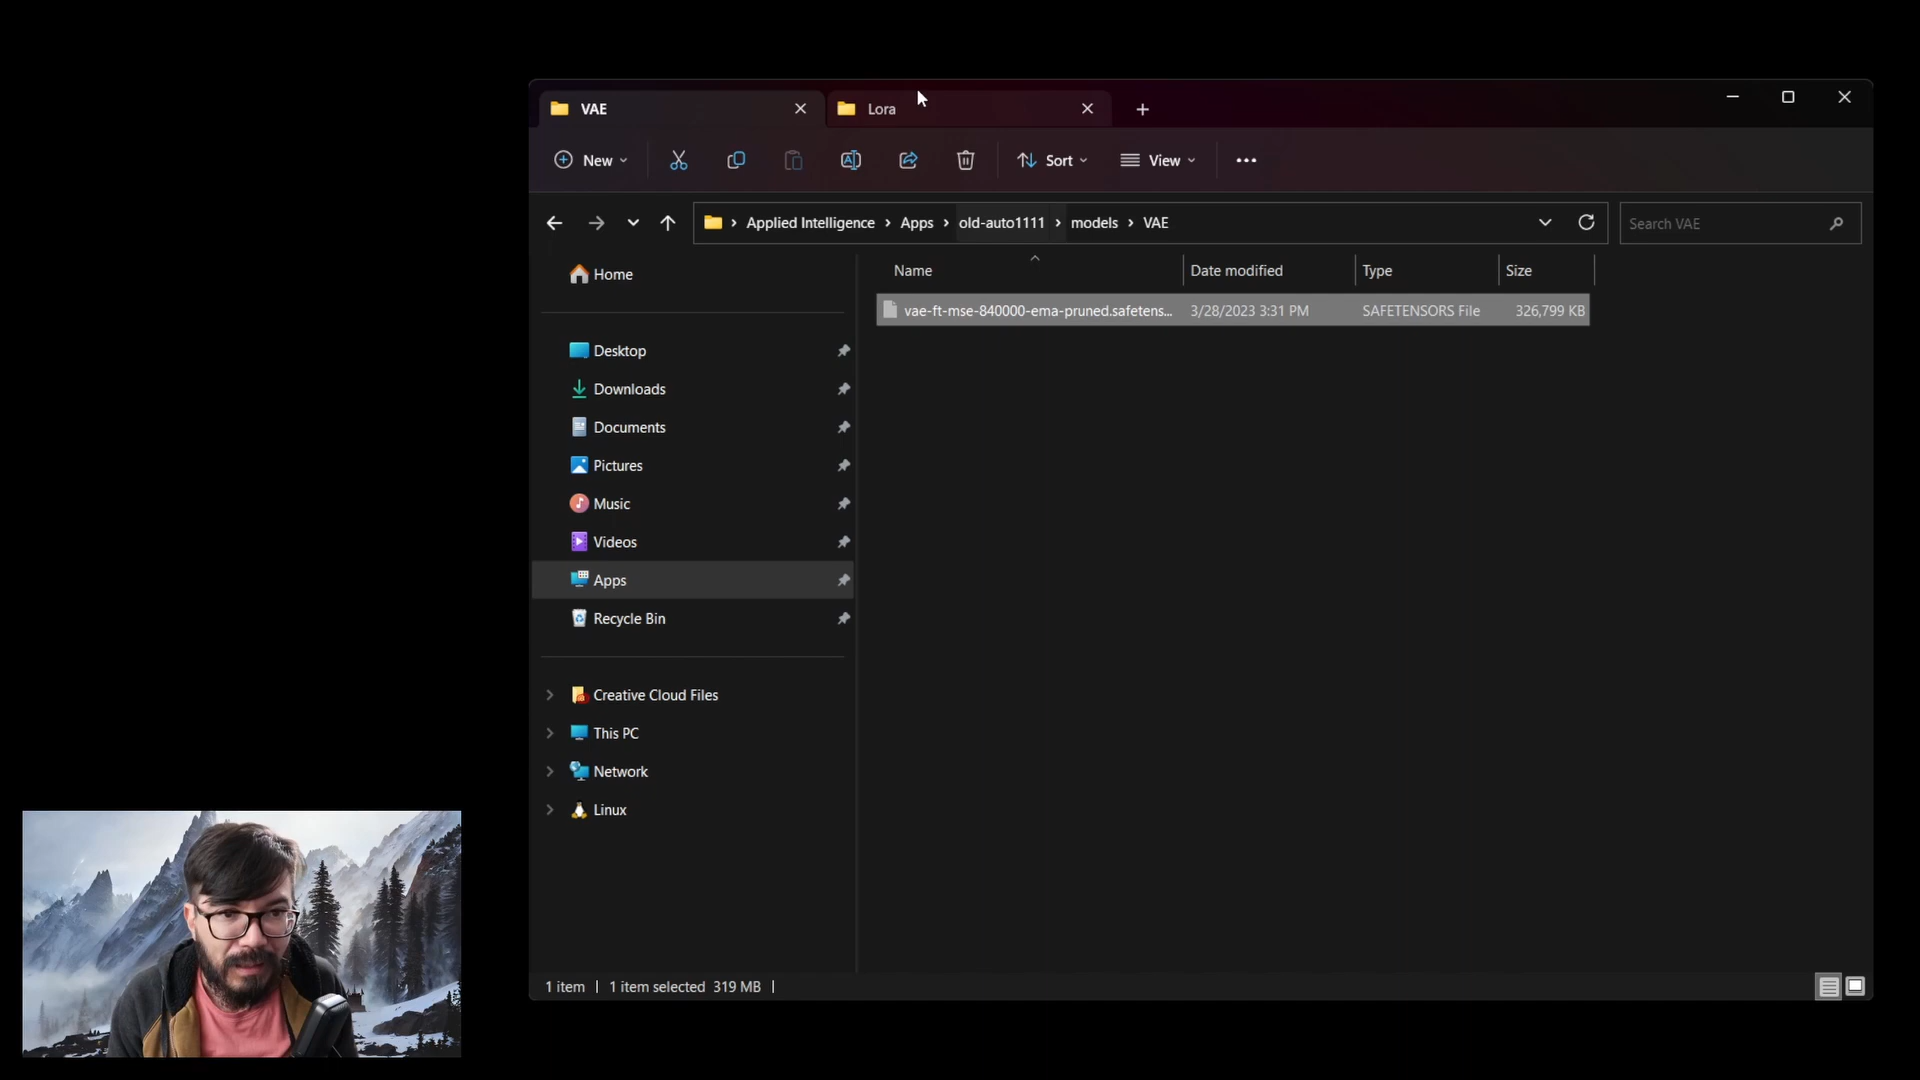 VAE
Lora
New
Sort
View
Applied Intelligence > Apps > old-auto1111 > models > VAE
Search VAE
Home
Desktop
Downloads
Documents
Pictures
Music
Videos
Apps
Recycle Bin
Creative Cloud Files
This PC
Network
Linux
Name Date modified Type Size
vae-ft-mse-840000-ema-pruned.safetens... 3/28/2023 3:31 PM SAFETENSORS File 326,799 KB
1 item 1 item selected 319 MB